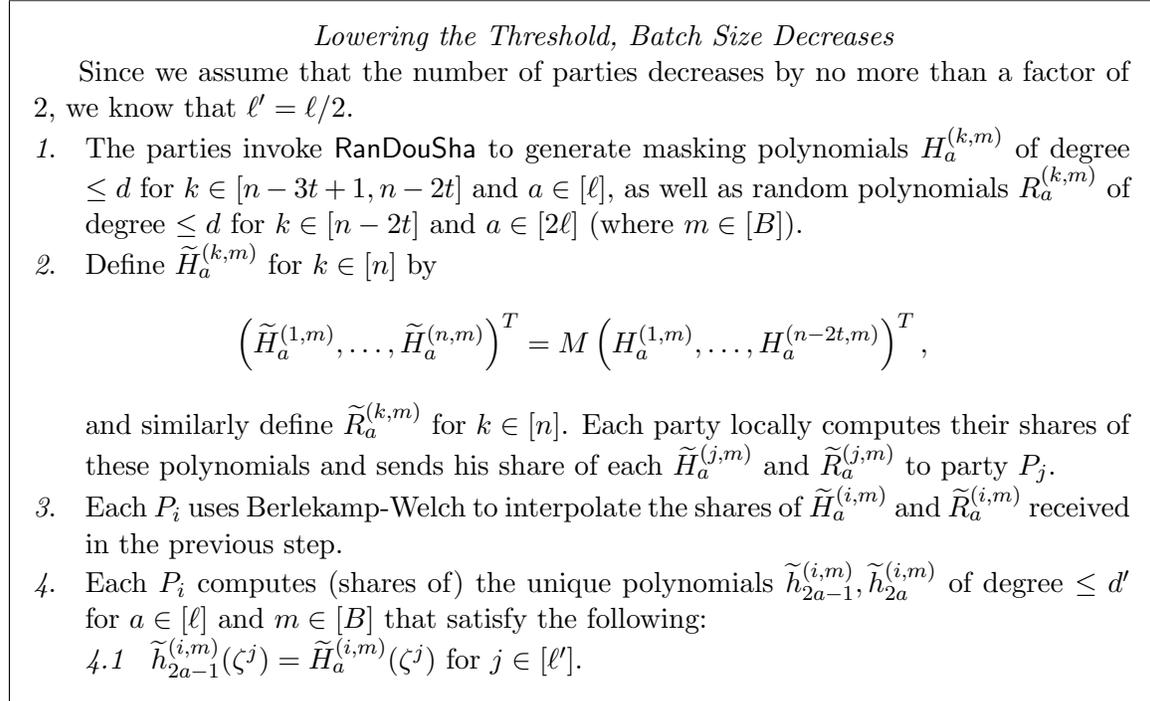 Lowering the Threshold, Batch Size Decreases
Since we assume that the number of parties decreases by no more than a factor of
2, we know that ℓ′ = ℓ/2.
1. The parties invoke RanDouSha to generate masking polynomials H_a^{(k,m)} of degree
≤ d for k ∈ [n − 3t + 1, n − 2t] and a ∈ [ℓ], as well as random polynomials R_a^{(k,m)} of
degree ≤ d for k ∈ [n − 2t] and a ∈ [2ℓ] (where m ∈ [B]).
2. Define H̃_a^{(k,m)} for k ∈ [n] by
(H̃_a^{(1,m)}, . . . , H̃_a^{(n,m)})^T = M (H_a^{(1,m)}, . . . , H_a^{(n−2t,m)})^T,
and similarly define R̃_a^{(k,m)} for k ∈ [n]. Each party locally computes their shares of
these polynomials and sends his share of each H̃_a^{(j,m)} and R̃_a^{(j,m)} to party P_j.
3. Each P_i uses Berlekamp-Welch to interpolate the shares of H̃_a^{(i,m)} and R̃_a^{(i,m)} received
in the previous step.
4. Each P_i computes (shares of) the unique polynomials h̃_{2a−1}^{(i,m)}, h̃_{2a}^{(i,m)} of degree ≤ d′
for a ∈ [ℓ] and m ∈ [B] that satisfy the following:
4.1 h̃_{2a−1}^{(i,m)}(ζ^j) = H̃_a^{(i,m)}(ζ^j) for j ∈ [ℓ′].